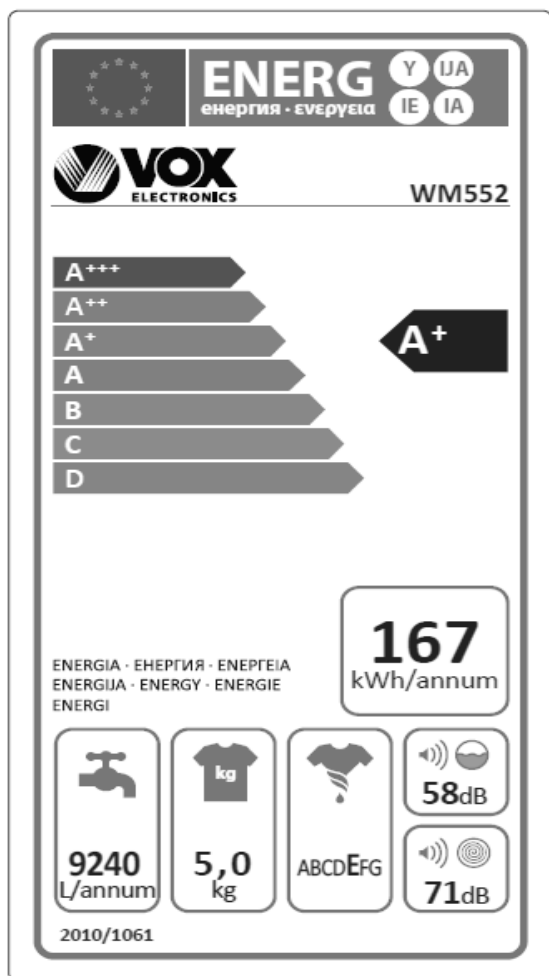 ENERG Y IJA
енергия · ενεργεια IE IA
VOX
ELECTRONICS
WM552
A+++
A++
A+
A+
A
B
C
D
167
kWh/annum
ENERGIA · ЕНЕРГИЯ · ΕΝΕΡΓΕΙΑ
ENERGIJA · ENERGY · ENERGIE
ENERGI
kg
9240
L/annum
5,0
kg
ABCDEFG
58dB
71dB
2010/1061